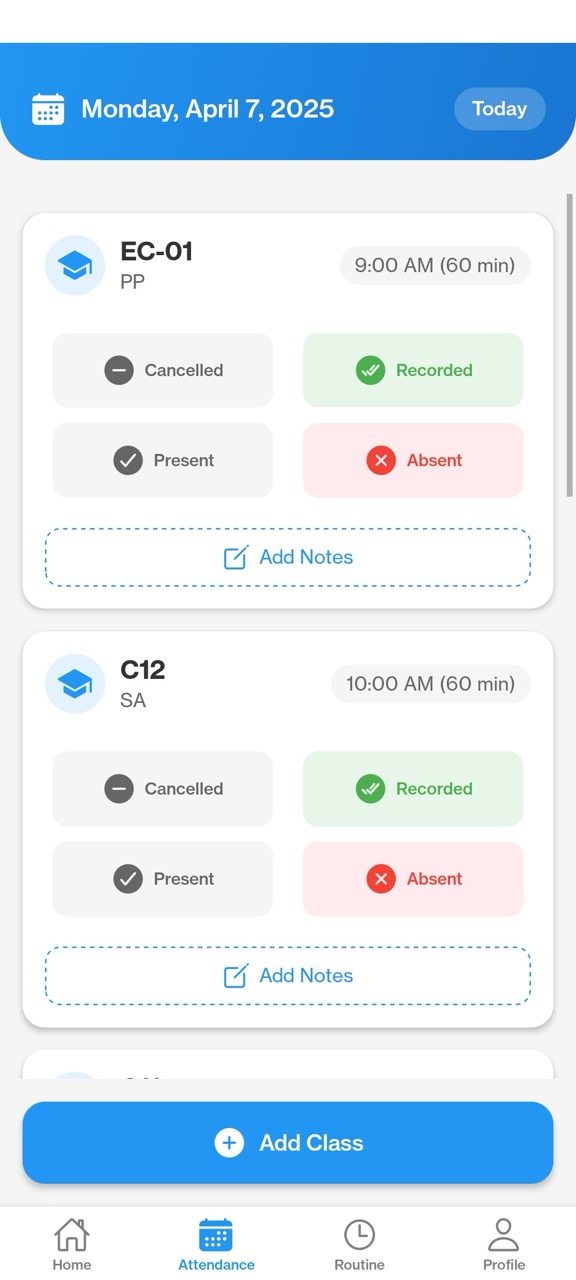 Monday, April 7, 2025
Today
EC-01
PP
9:00 AM (60 min)
Cancelled
Recorded
Present
Absent
Add Notes
C12
SA
10:00 AM (60 min)
Cancelled
Recorded
Present
Absent
Add Notes
Add Class
Home
Attendance
Routine
Profile